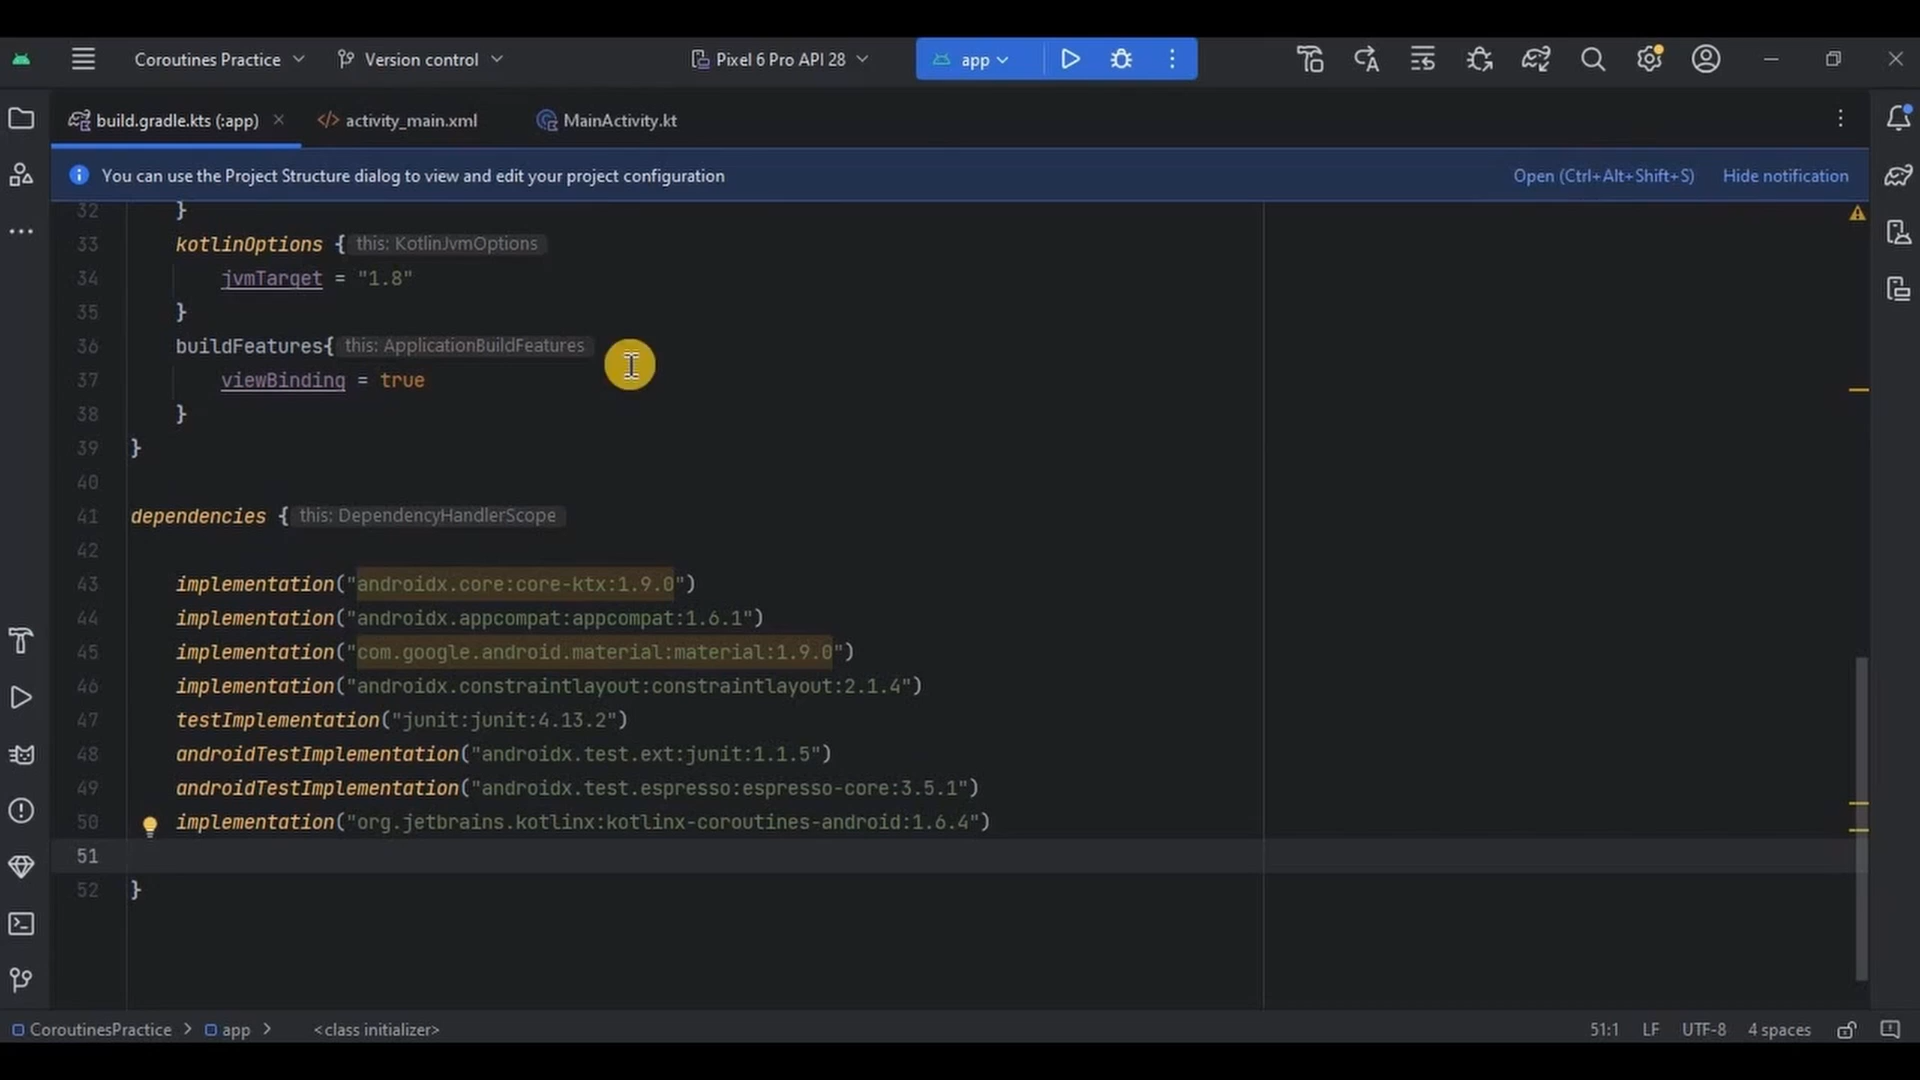 Coroutines Practice
Version control
Pixel 6 Pro API 28
app
build.gradle.kts (:app)
activity_main.xml
MainActivity.kt
You can use the Project Structure dialog to view and edit your project configuration
Open (Ctrl+Alt+Shift+S)
Hide notification
32 }
33 kotlinOptions { this: KotlinJvmOptions
34 jvmTarget = "1.8"
35 }
36 buildFeatures{ this: ApplicationBuildFeatures
37 viewBinding = true
38 }
39 }
40
41 dependencies { this: DependencyHandlerScope
42
43 implementation("androidx.core:core-ktx:1.9.0")
44 implementation("androidx.appcompat:appcompat:1.6.1")
45 implementation("com.google.android.material:material:1.9.0")
46 implementation("androidx.constraintlayout:constraintlayout:2.1.4")
47 testImplementation("junit:junit:4.13.2")
48 androidTestImplementation("androidx.test.ext:junit:1.1.5")
49 androidTestImplementation("androidx.test.espresso:espresso-core:3.5.1")
50 implementation("org.jetbrains.kotlinx:kotlinx-coroutines-android:1.6.4")
51
52 }
CoroutinesPractice > app > <class initializer>
51:1 LF UTF-8 4 spaces